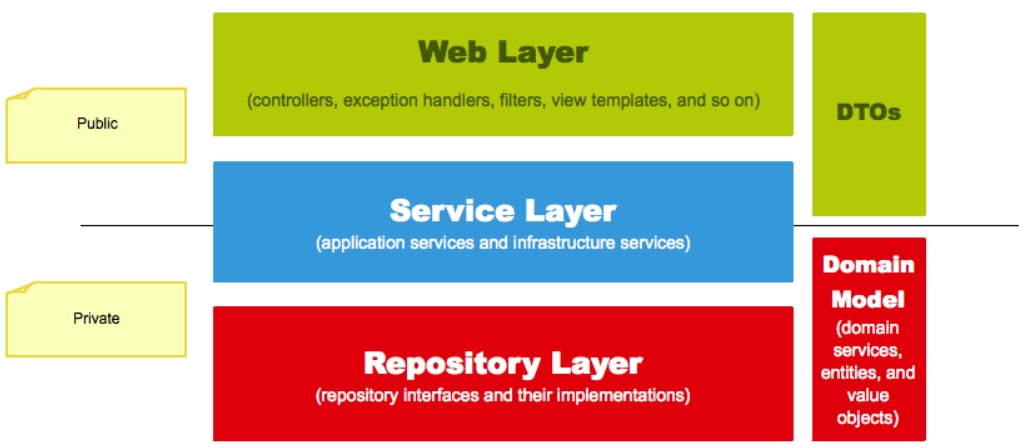 Web Layer
(controllers, exception handlers, filters, view templates, and so on)
DTOs
Public
Service Layer
(application services and infrastructure services)
Domain
Model
(domain
services,
entities, and
value
objects)
Private
Repository Layer
(repository interfaces and their implementations)